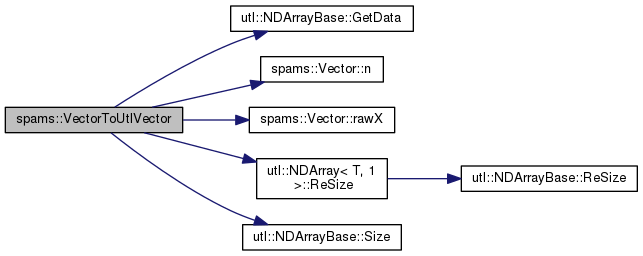 utl::NDArrayBase::GetData
spams::Vector::n
spams::VectorToUtlVector
spams::Vector::rawX
utl::NDArray< T, 1
>::ReSize
utl::NDArrayBase::ReSize
utl::NDArrayBase::Size